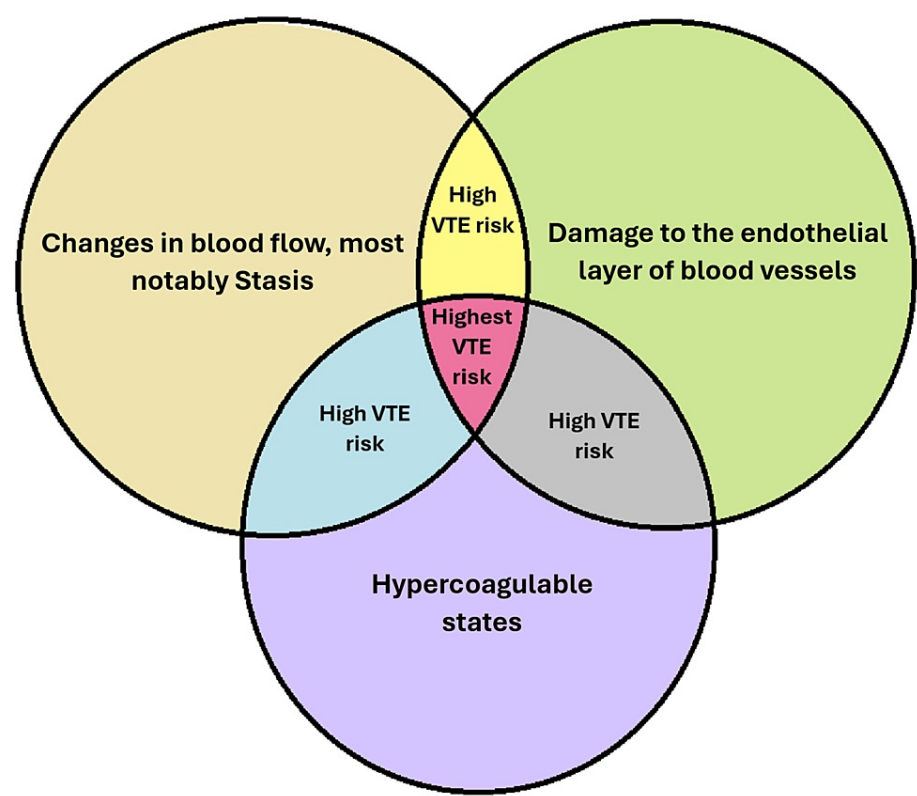 High
VTE risk
Changes in blood flow, most
notably Stasis
Damage to the endothelial
layer of blood vessels
Highest
VTE
risk
High VTE
risk
High VTE
risk
Hypercoagulable
states